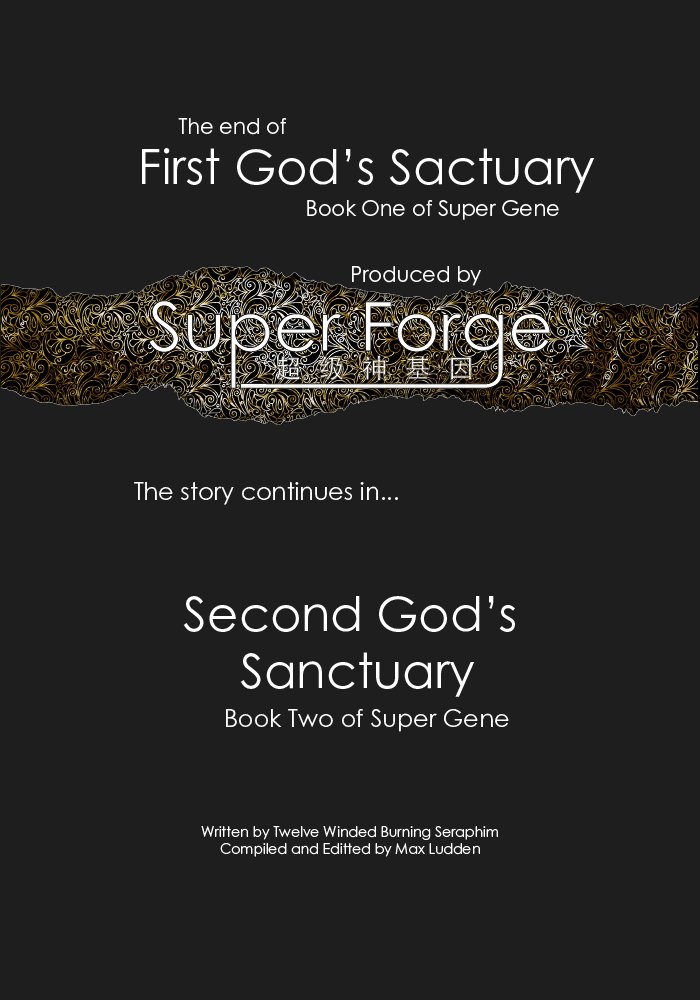 The end of
First God's Sactuary
Book One of Super Gene
Produced by
Super Forge
超级神基因
The story continues in...
Second God's
Sanctuary
Book Two of Super Gene
Written by Twelve Winded Burning Seraphim
Compiled and Editted by Max Ludden